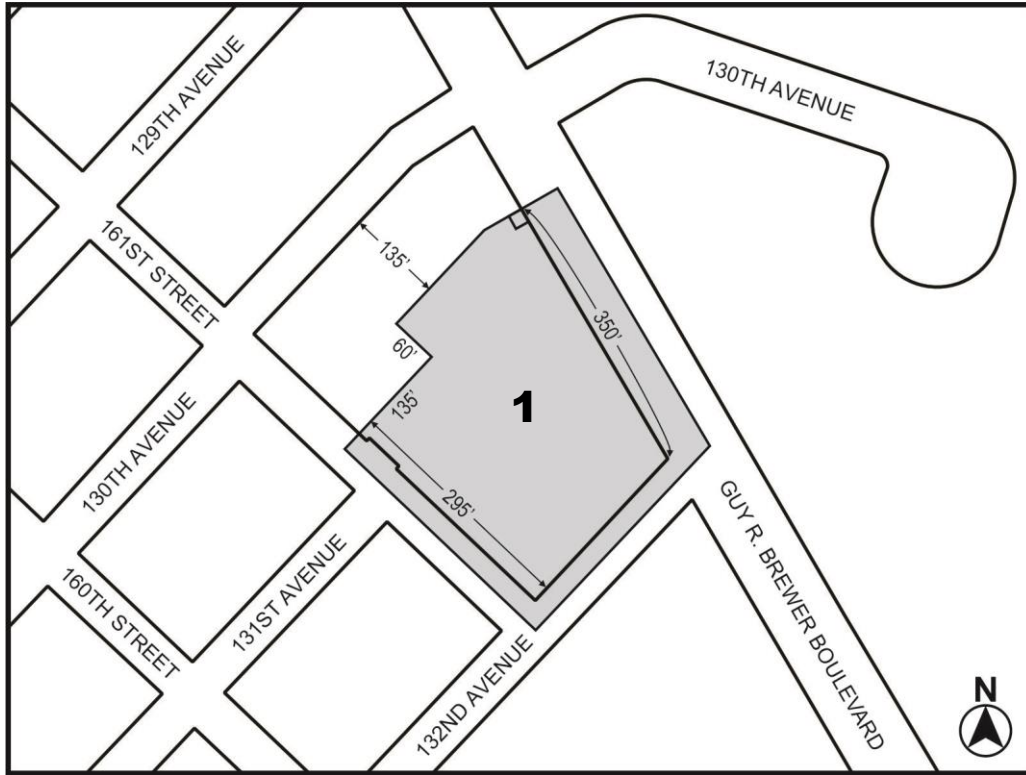 129TH AVENUE
130TH AVENUE
161ST STREET
135'
350'
60'
1
135'
130TH AVENUE
295'
GUY R. BREWER BOULEVARD
131ST AVENUE
160TH STREET
132ND AVENUE
N